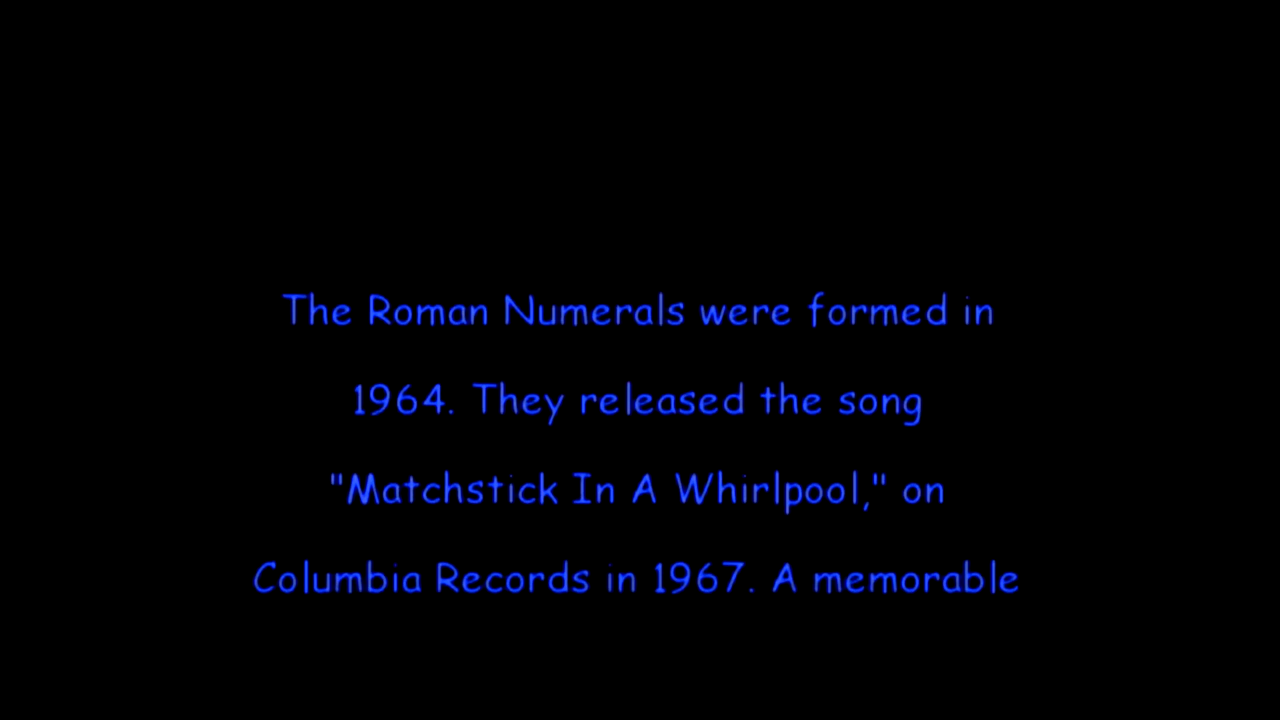 The Roman Numerals were formed in
1964. They released the song
"Matchstick In A Whirlpool," on
Columbia Records in 1967. A memorable